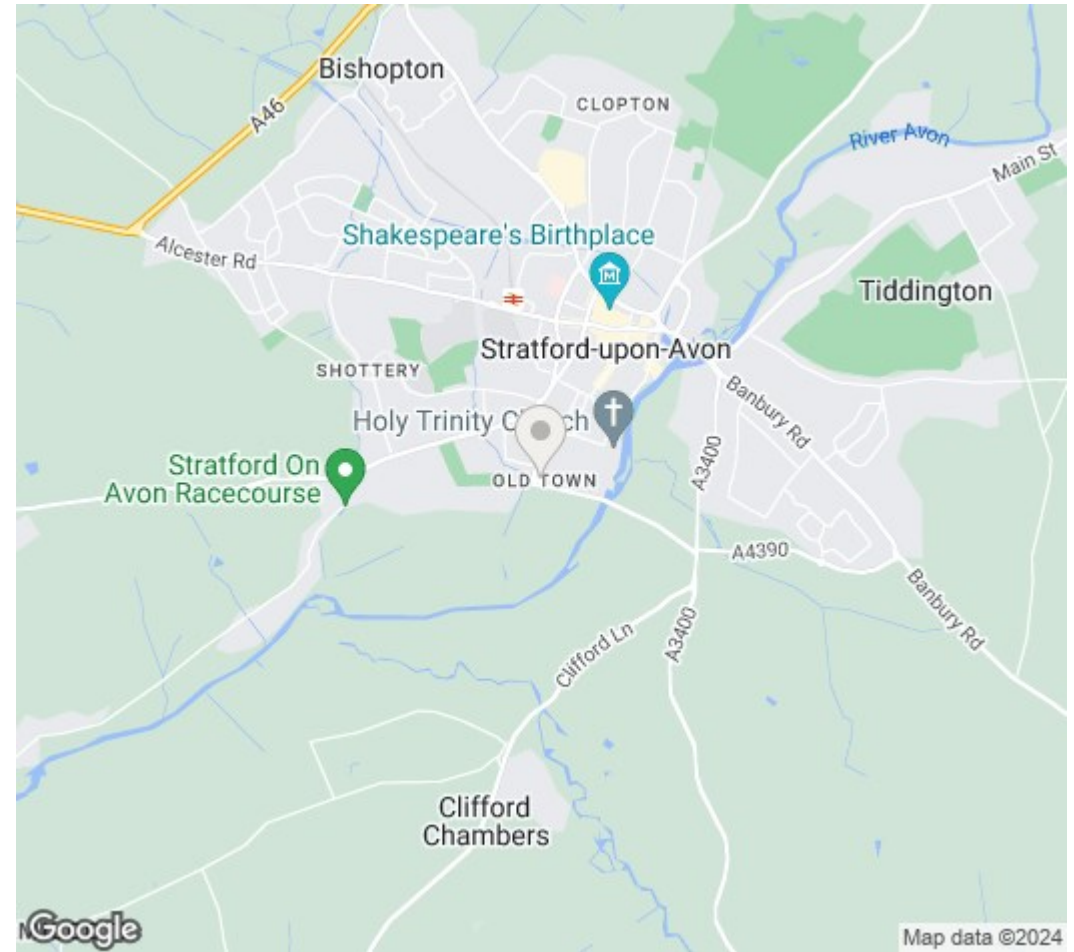 Bishopton
CLOPTON
A46
River Avon
Main St
Shakespeare's Birthplace
Alcester Rd
Tiddington
Stratford-upon-Avon
SHOTTERY
Banbury Rd
Holy Trinity Church
A3400
Stratford On
Avon Racecourse
OLD TOWN
A4390
Banbury Rd
Clifford Ln
A3400
Clifford
Chambers
Google
Map data ©2024